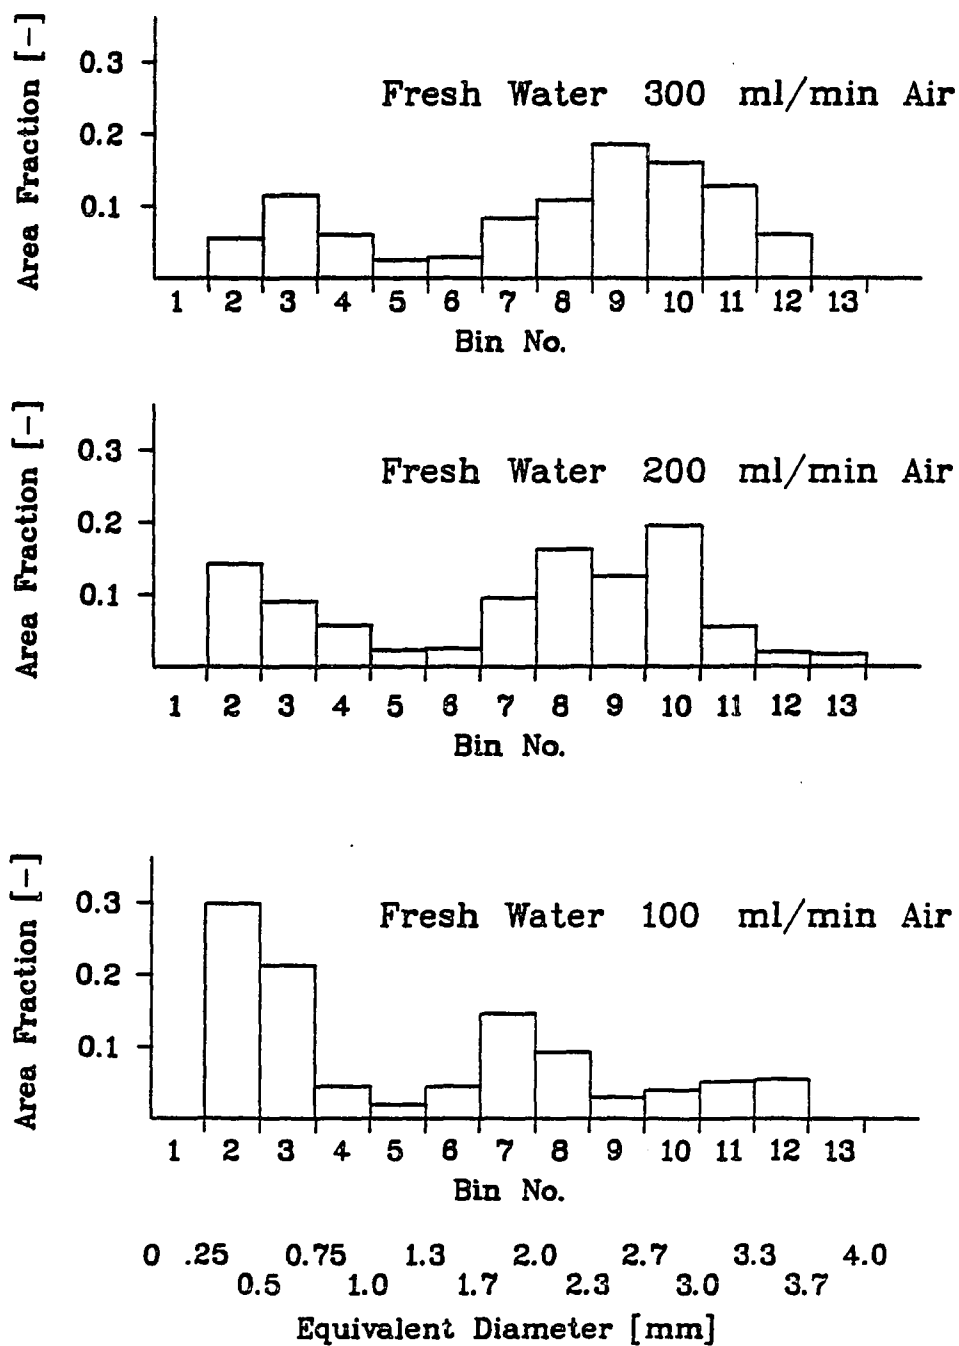 Area Fraction [-]
0.3
Fresh Water 300 ml/min Air
0.2
0.1
1 2 3 4 5 6 7 8 9 10 11 12 13
Bin No.
Area Fraction [-]
0.3
Fresh Water 200 ml/min Air
0.2
0.1
1 2 3 4 5 6 7 8 9 10 11 12 13
Bin No.
Area Fraction [-]
0.3
Fresh Water 100 ml/min Air
0.2
0.1
1 2 3 4 5 6 7 8 9 10 11 12 13
Bin No.
0 .25 0.75 1.3 2.0 2.7 3.3 4.0
0.5 1.0 1.7 2.3 3.0 3.7
Equivalent Diameter [mm]